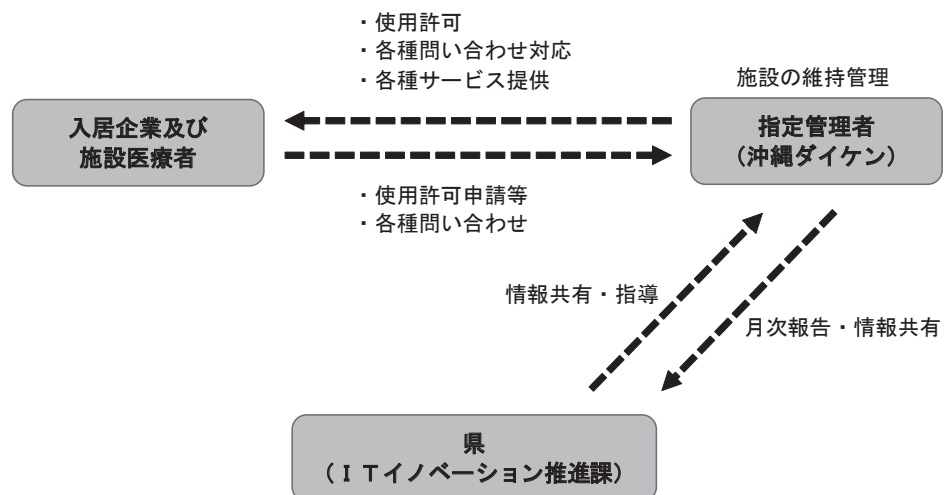 ・使用許可
・各種問い合わせ対応
・各種サービス提供
施設の維持管理
入居企業及び
施設医療者
指定管理者
（沖縄ダイケン）
・使用許可申請等
・各種問い合わせ
情報共有・指導
月次報告・情報共有
県
（ＩＴイノベーション推進課）